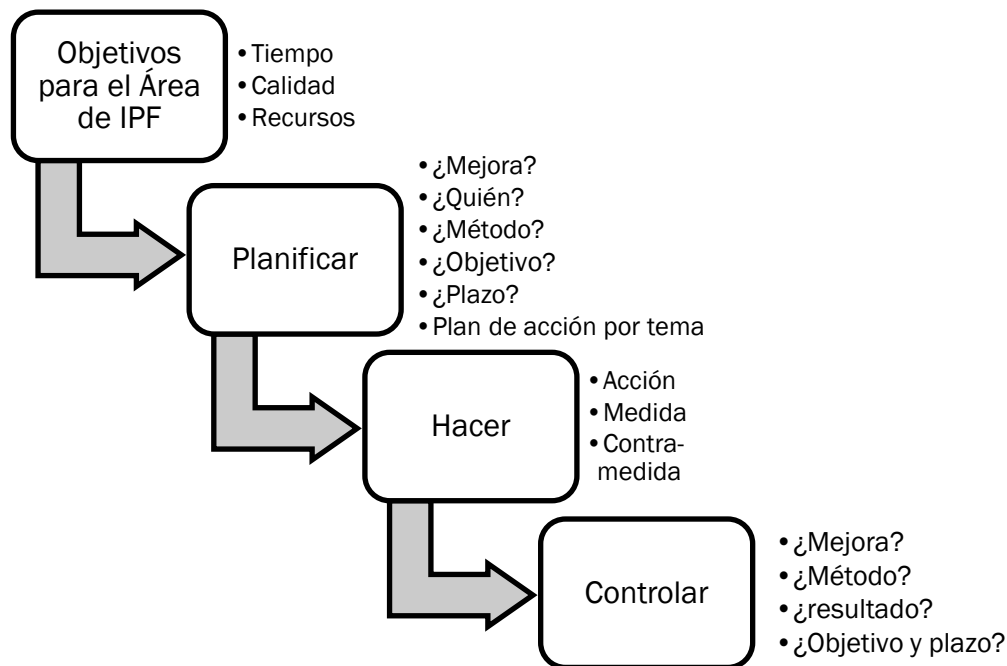 Objetivos
para el Área
de IPF
• Tiempo
• Calidad
• Recursos
Planificar
• ¿Mejora?
• ¿Quién?
• ¿Método?
• ¿Objetivo?
• ¿Plazo?
• Plan de acción por tema
Hacer
• Acción
• Medida
• Contra-
medida
Controlar
• ¿Mejora?
• ¿Método?
• ¿resultado?
• ¿Objetivo y plazo?